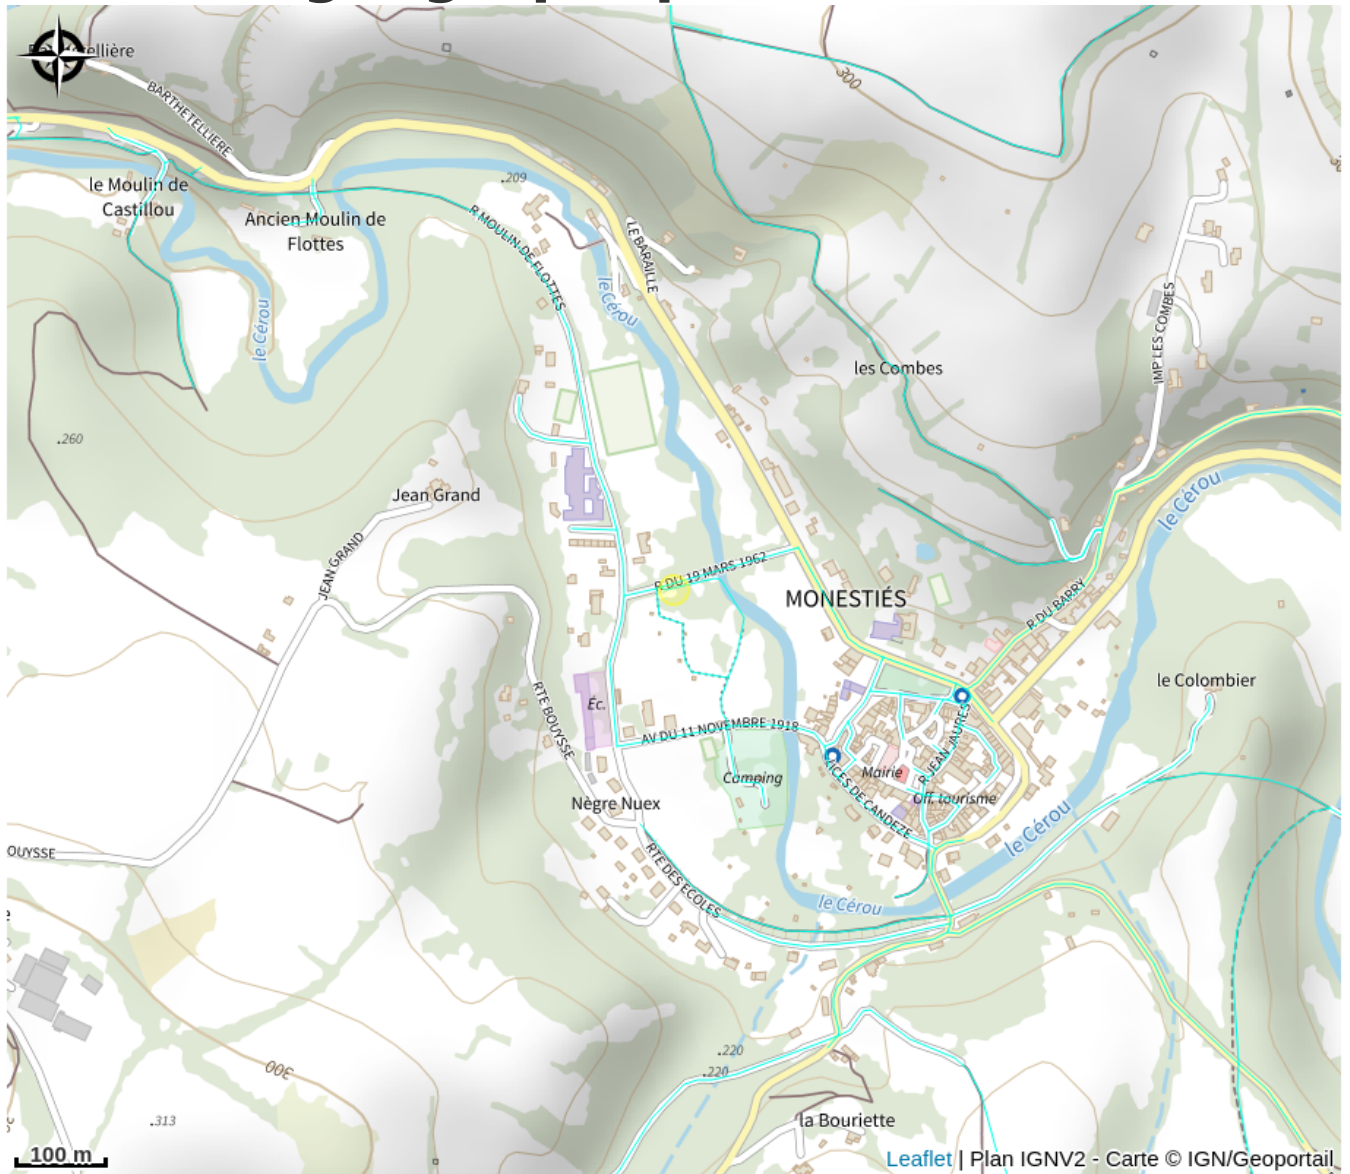 300
BARTHETELLIERE
le Moulin de
Castillou
.209
Ancien Moulin de
Flottes
R MOULIN DE FLOTTES
LE BARAILLE
le Cérou
le Cérou
IMP LES COMBES
les Combes
.260
Jean Grand
le Cérou
JEAN GRAND
R DU 19 MARS 1962
MONESTIÉS
R DU BARRY
le Colombier
RTE BOUYSSE
Éc.
AV DU 11 NOVEMBRE 1918
R JEAN JAURES
Camping
Mairie
LICES DE CANDEZE
Off. tourisme
Nègre Nuex
le Cérou
OUYSSE
RTE DES ECOLES
le Cérou
.220
.220
300
.313
la Bouriette
100 m
Leaflet | Plan IGNV2 - Carte © IGN/Geoportail